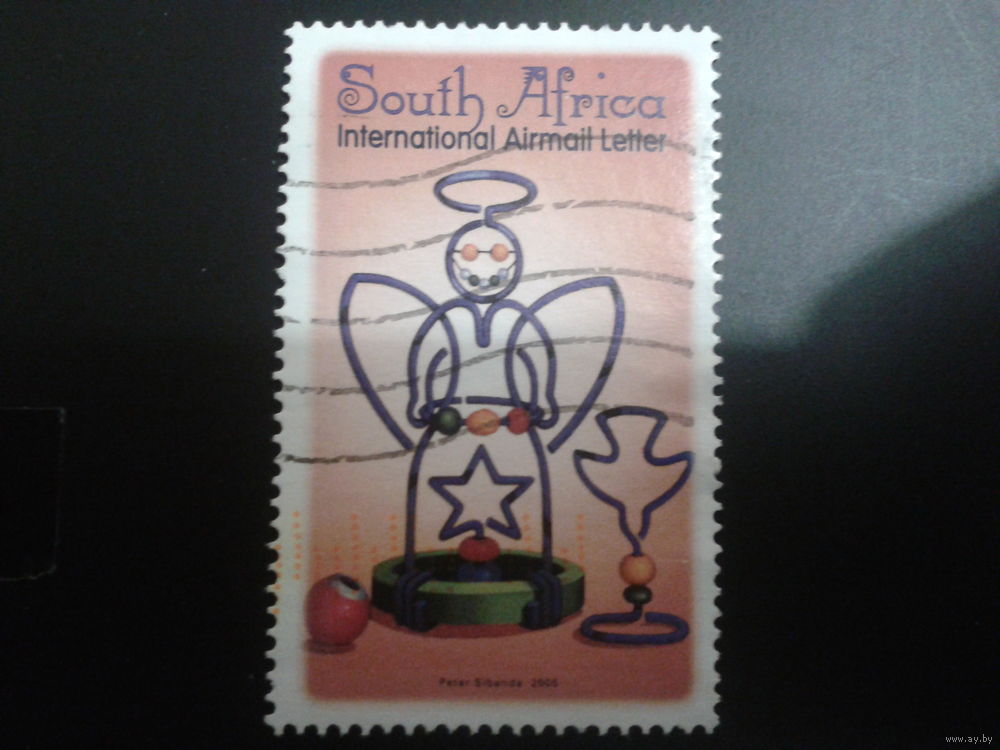 South Africa
International Airmail Letter
Peter Sibanda 2005
www.ay.by